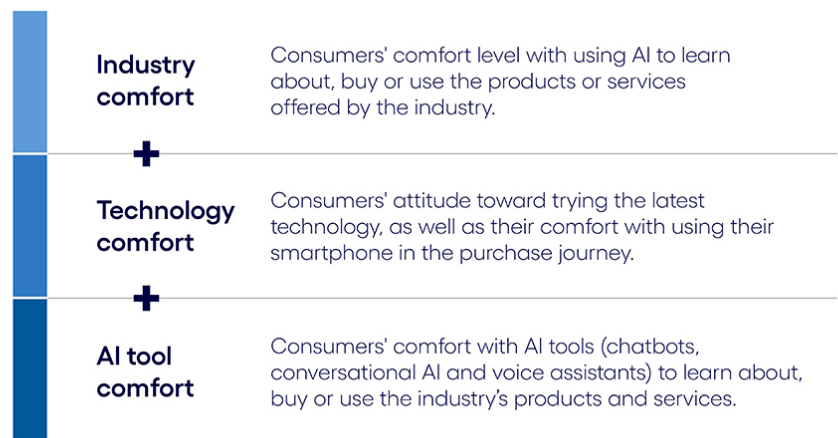 Industry
comfort
Consumers' comfort level with using AI to learn
about, buy or use the products or services
offered by the industry.
+
Technology
comfort
Consumers' attitude toward trying the latest
technology, as well as their comfort with using their
smartphone in the purchase journey.
+
AI tool
comfort
Consumers' comfort with AI tools (chatbots,
conversational AI and voice assistants) to learn about,
buy or use the industry's products and services.